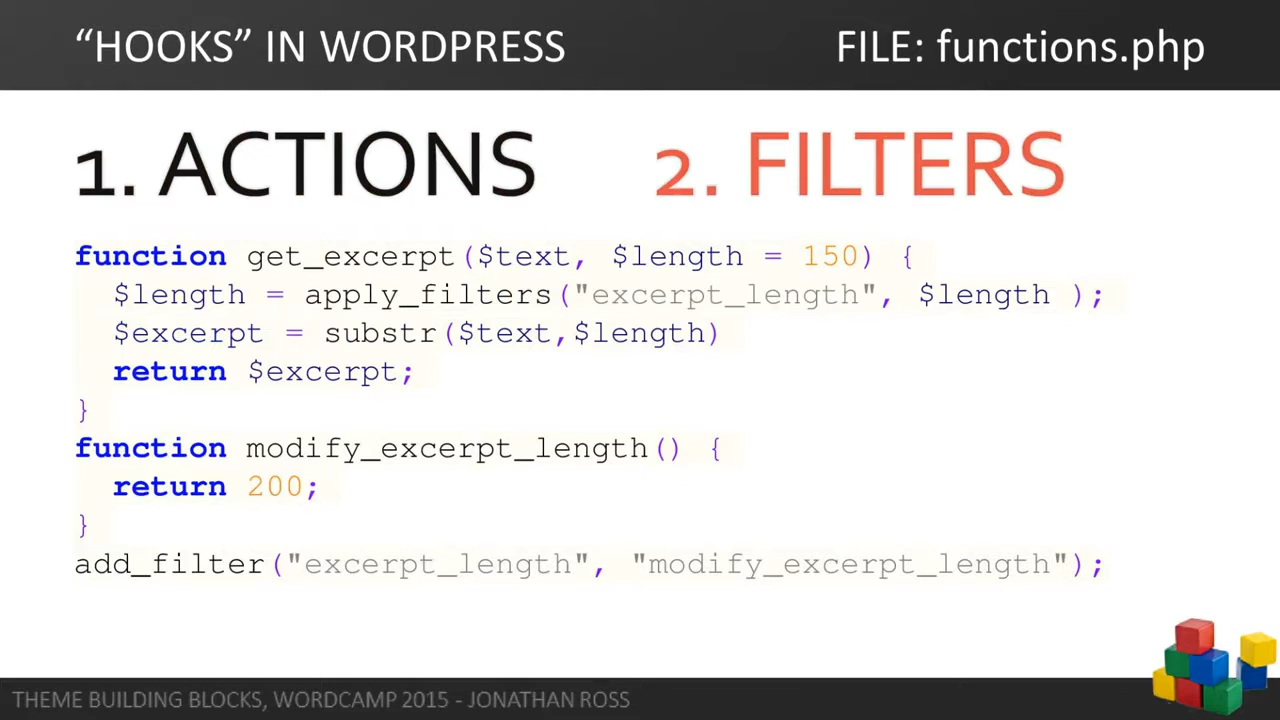 “HOOKS” IN WORDPRESS
FILE: functions.php
1. ACTIONS
2. FILTERS
function get_excerpt($text, $length = 150) {
  $length = apply_filters("excerpt_length", $length );
  $excerpt = substr($text,$length)
  return $excerpt;
}
function modify_excerpt_length() {
  return 200;
}
add_filter("excerpt_length", "modify_excerpt_length");
THEME BUILDING BLOCKS, WORDCAMP 2015 - JONATHAN ROSS